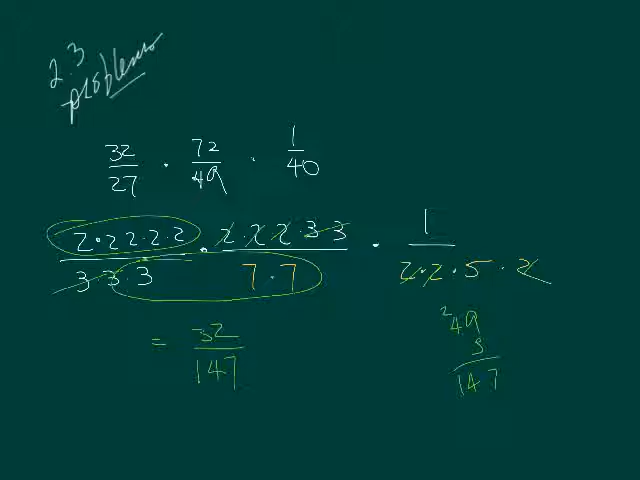 2.3
problems
32/27 · 72/49 · 1/40
2·2 2·2·2/3·3·3 · 2·2·2·3·3/7·7 · 1/2·2·5·2
= 32/147
2
49
3
147